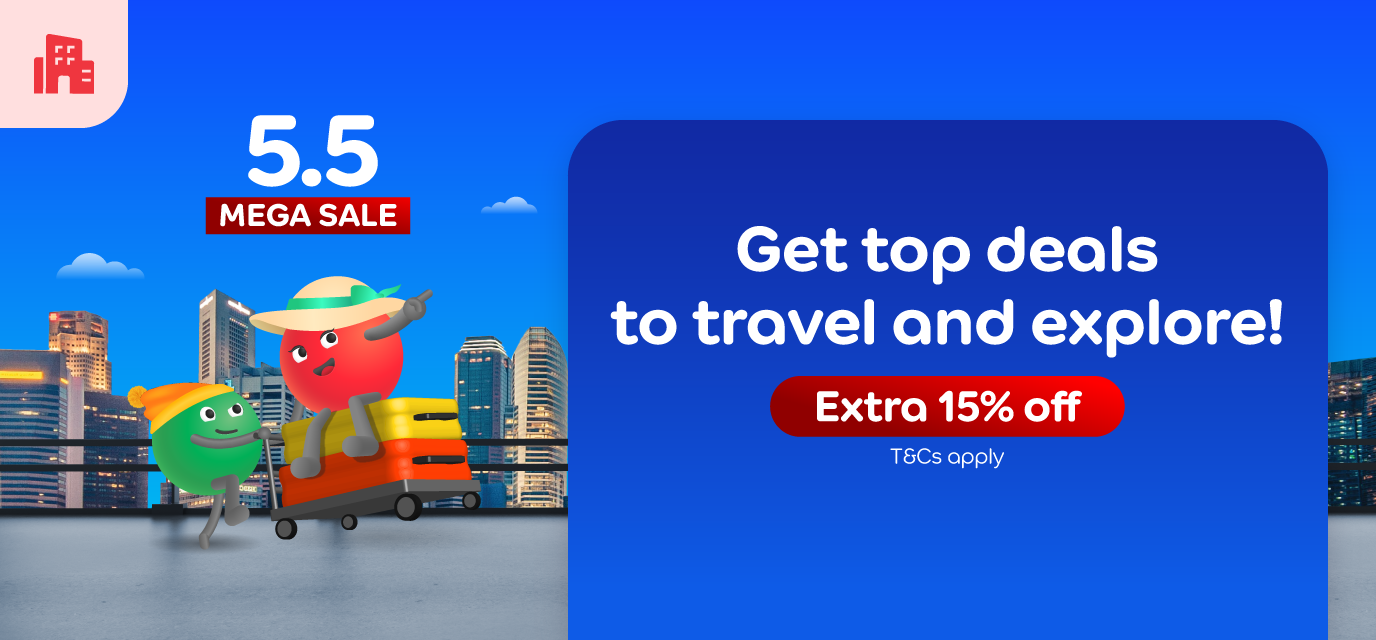 5.5
MEGA SALE
Get top deals
to travel and explore!
Extra 15% off
T&Cs apply